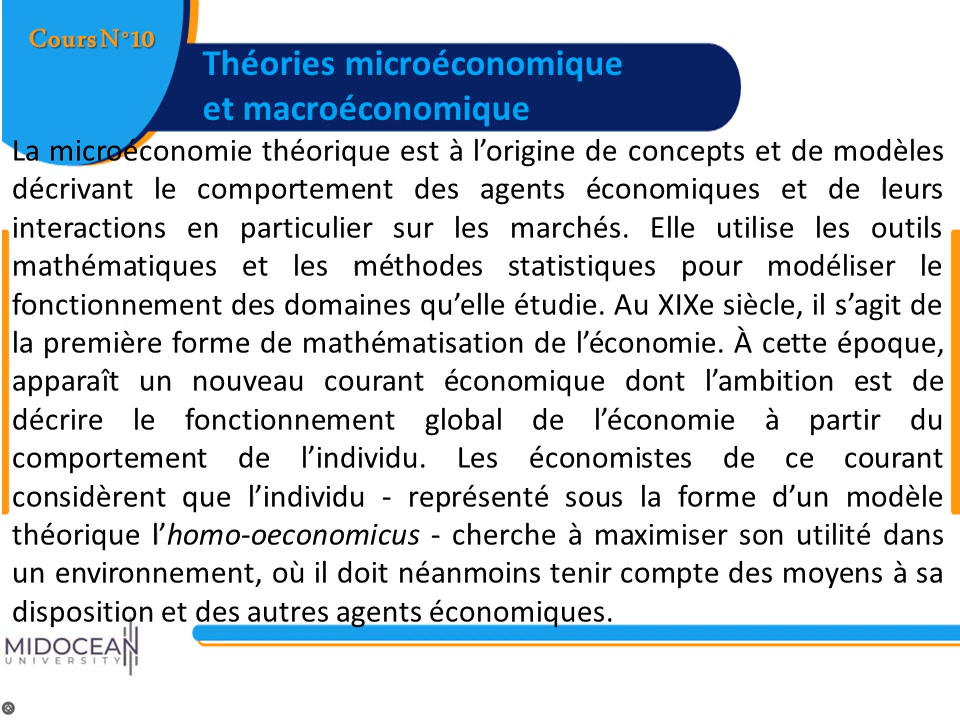 Cours N°10
Théories microéconomique
et macroéconomique
La microéconomie théorique est à l’origine de concepts et de modèles
décrivant le comportement des agents économiques et de leurs
interactions en particulier sur les marchés. Elle utilise les outils
mathématiques et les méthodes statistiques pour modéliser le
fonctionnement des domaines qu’elle étudie. Au XIXe siècle, il s’agit de
la première forme de mathématisation de l’économie. À cette époque,
apparaît un nouveau courant économique dont l’ambition est de
décrire le fonctionnement global de l’économie à partir du
comportement de l’individu. Les économistes de ce courant
considèrent que l’individu - représenté sous la forme d’un modèle
théorique l’homo-oeconomicus - cherche à maximiser son utilité dans
un environnement, où il doit néanmoins tenir compte des moyens à sa
disposition et des autres agents économiques.
MIDOCEAN
UNIVERSITY